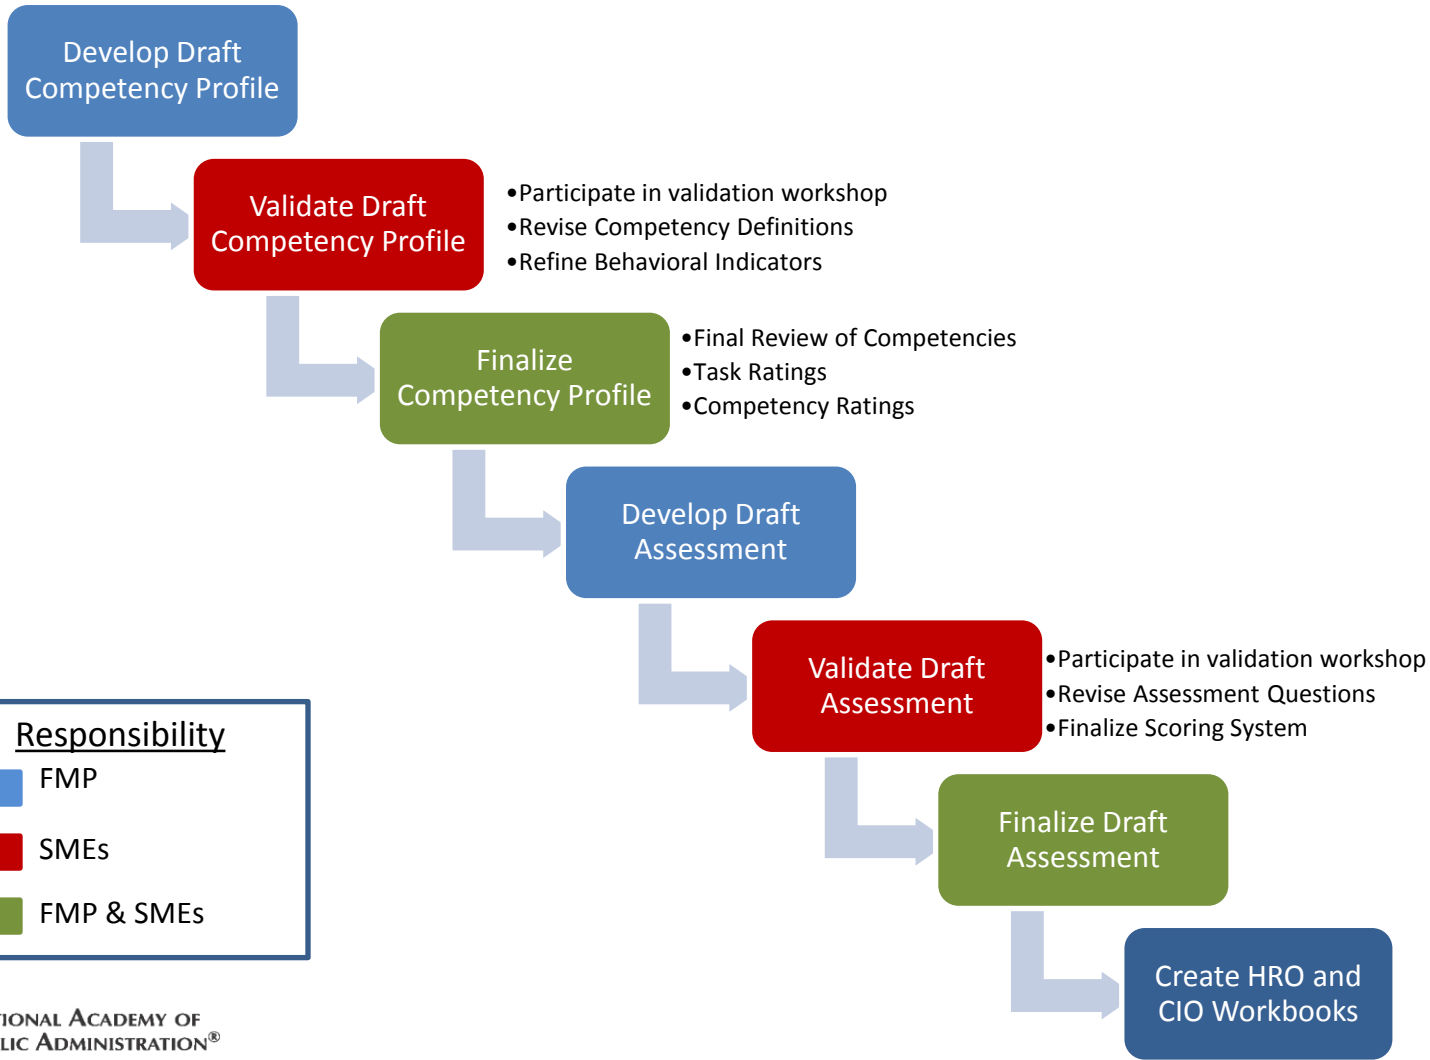 Develop Draft
Competency Profile
Validate Draft
Competency Profile
•Participate in validation workshop
•Revise Competency Definitions
•Refine Behavioral Indicators
Finalize
Competency Profile
•Final Review of Competencies
•Task Ratings
•Competency Ratings
Develop Draft
Assessment
Validate Draft
Assessment
•Participate in validation workshop
•Revise Assessment Questions
•Finalize Scoring System
Finalize Draft
Assessment
Create HRO and
CIO Workbooks
Responsibility
FMP
SMEs
FMP & SMEs
ACADEMY OF
ADMINISTRATION®